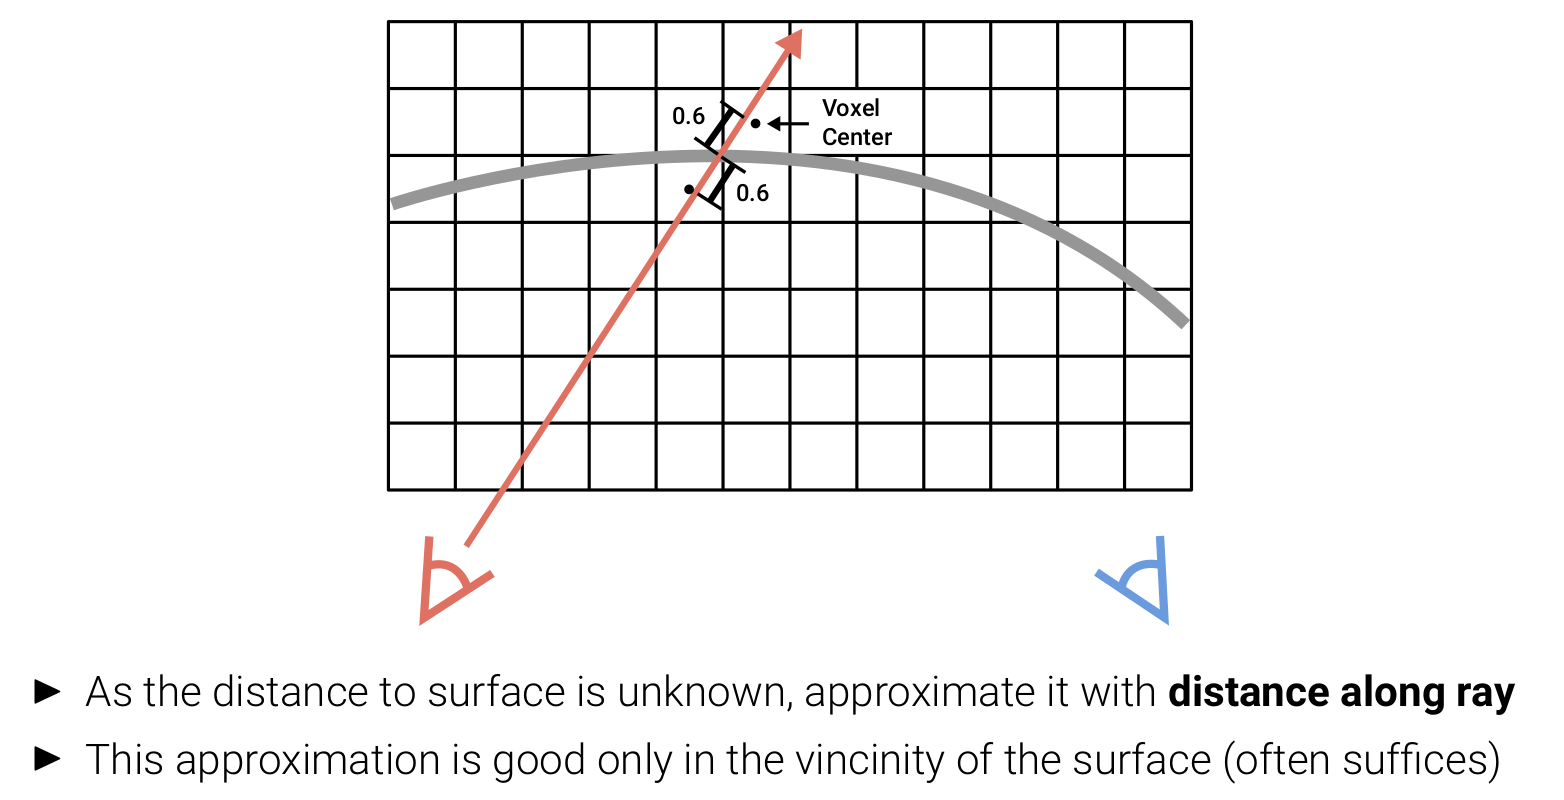 0.6
Voxel
Center
0.6
► As the distance to surface is unknown, approximate it with distance along ray
► This approximation is good only in the vincinity of the surface (often suffices)